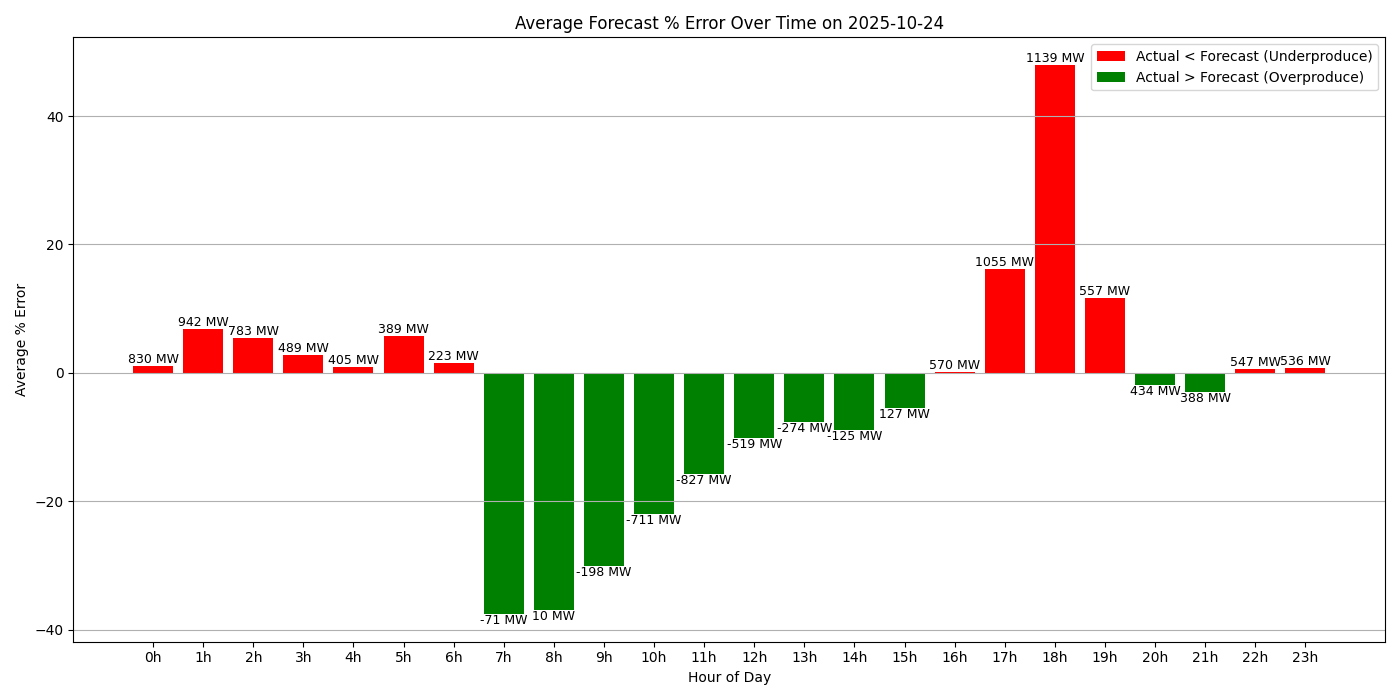 Average Forecast % Error Over Time on 2025-10-24
Actual < Forecast (Underproduce)
Actual > Forecast (Overproduce)
Average % Error
40
20
0
−20
−40
830 MW
942 MW
783 MW
489 MW
405 MW
389 MW
223 MW
-71 MW
10 MW
-198 MW
-711 MW
-827 MW
-519 MW
-274 MW
-125 MW
127 MW
570 MW
1055 MW
1139 MW
557 MW
434 MW
388 MW
547 MW
536 MW
0h 1h 2h 3h 4h 5h 6h 7h 8h 9h 10h 11h 12h 13h 14h 15h 16h 17h 18h 19h 20h 21h 22h 23h
Hour of Day